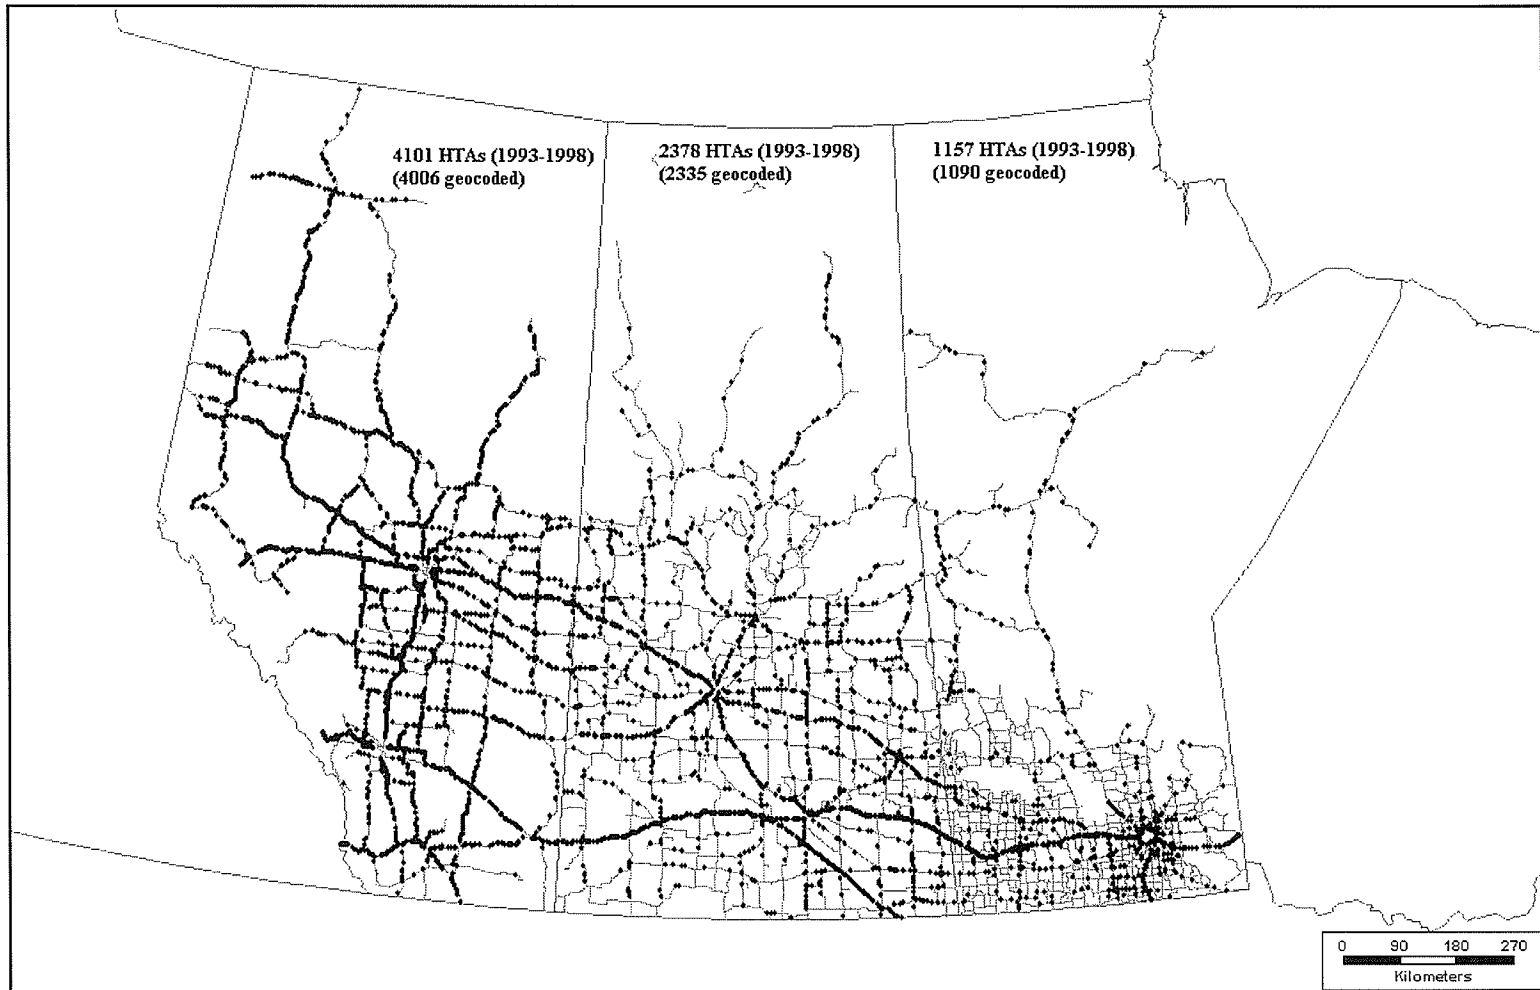 4101 HTAs (1993-1998)
(4006 geocoded)
2378 HTAs (1993-1998)
(2335 geocoded)
1157 HTAs (1993-1998)
(1090 geocoded)
0 90 180 270
Kilometers